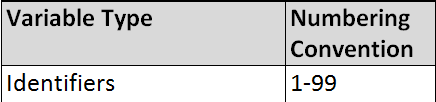 Variable Type
Numbering
Convention
Identifiers
1-99